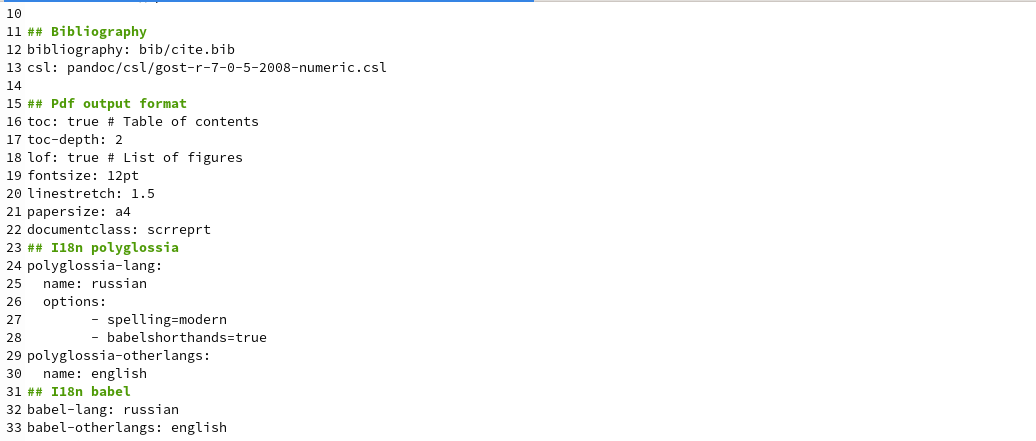 10
11 ## Bibliography
12 bibliography: bib/cite.bib
13 csl: pandoc/csl/gost-r-7-0-5-2008-numeric.csl
14
15 ## Pdf output format
16 toc: true # Table of contents
17 toc-depth: 2
18 lof: true # List of figures
19 fontsize: 12pt
20 linestretch: 1.5
21 papersize: a4
22 documentclass: scrreprt
23 ## I18n polyglossia
24 polyglossia-lang:
25   name: russian
26   options:
27         - spelling=modern
28         - babelshorthands=true
29 polyglossia-otherlangs:
30   name: english
31 ## I18n babel
32 babel-lang: russian
33 babel-otherlangs: english